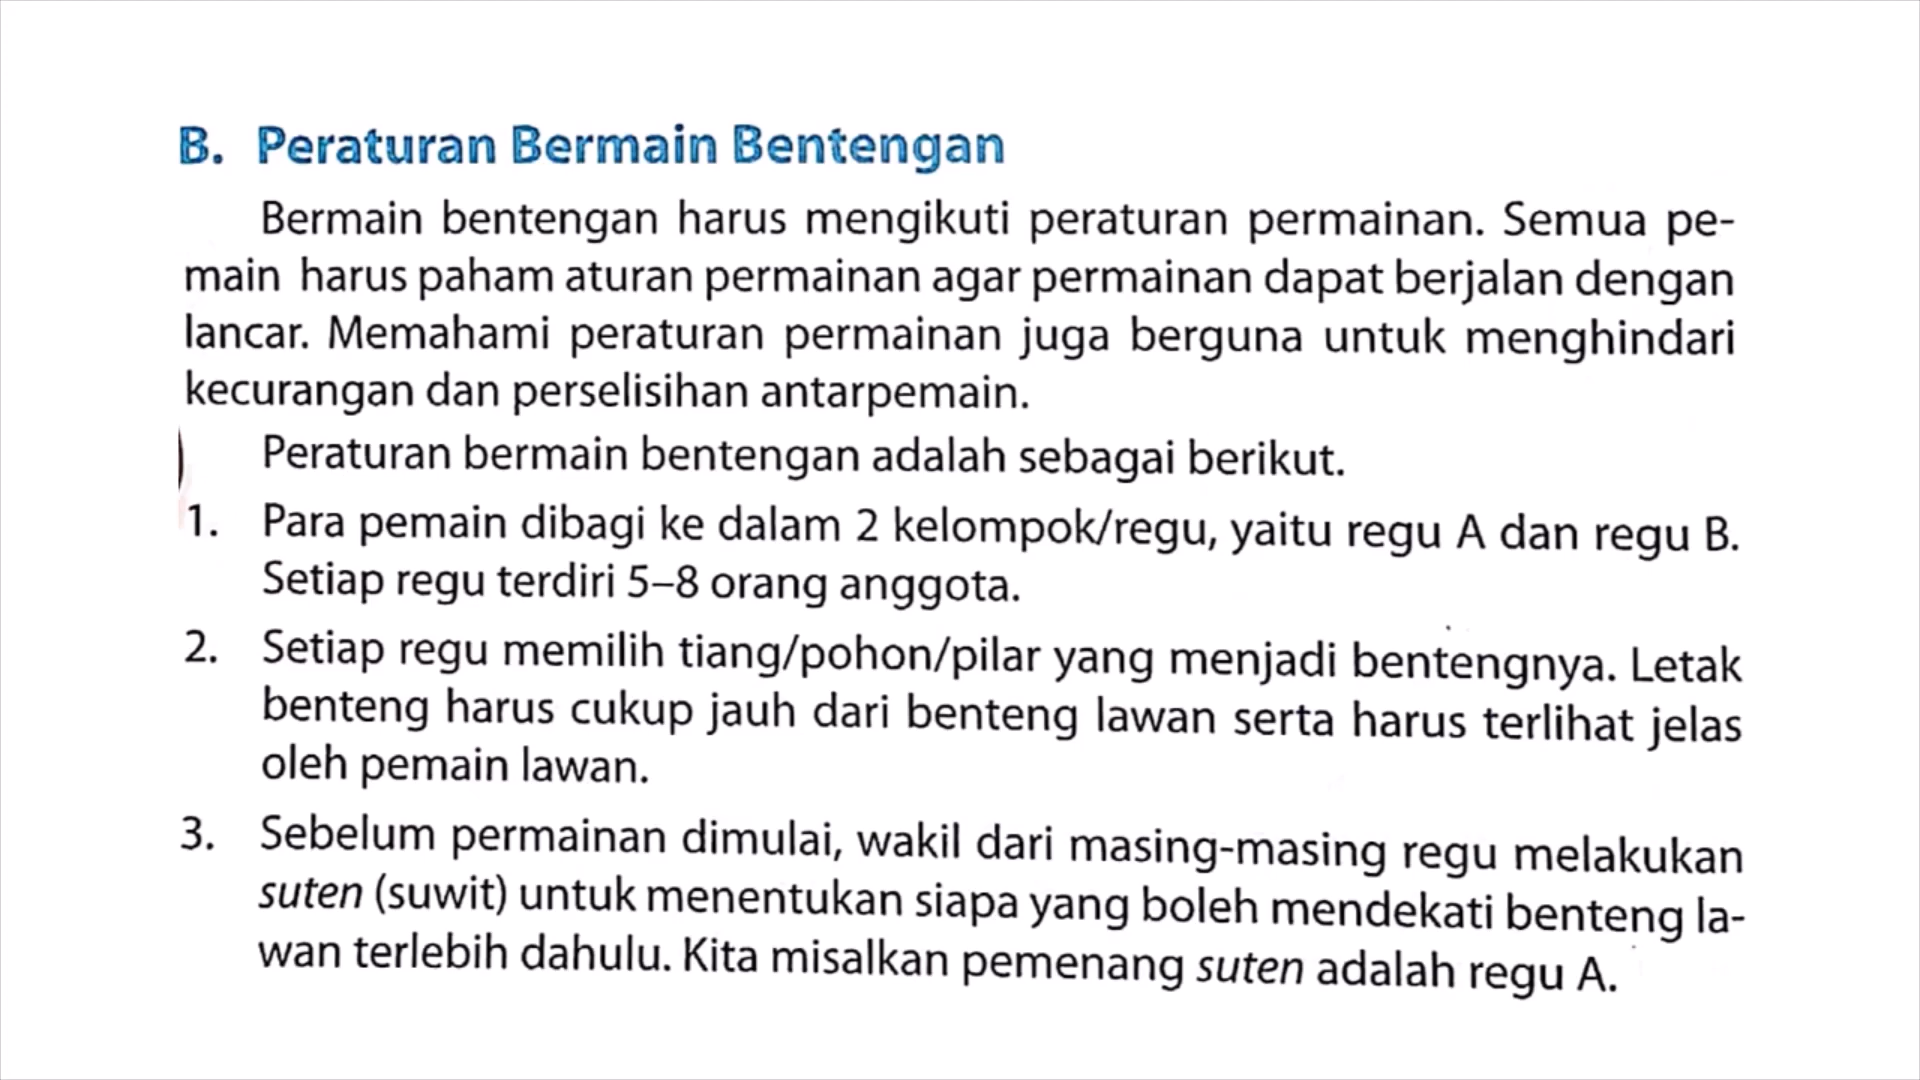 B. Peraturan Bermain Bentengan
Bermain bentengan harus mengikuti peraturan permainan. Semua pe-
main harus paham aturan permainan agar permainan dapat berjalan dengan
lancar. Memahami peraturan permainan juga berguna untuk menghindari
kecurangan dan perselisihan antarpemain.
Peraturan bermain bentengan adalah sebagai berikut.
1. Para pemain dibagi ke dalam 2 kelompok/regu, yaitu regu A dan regu B.
Setiap regu terdiri 5–8 orang anggota.
2. Setiap regu memilih tiang/pohon/pilar yang menjadi bentengnya. Letak
benteng harus cukup jauh dari benteng lawan serta harus terlihat jelas
oleh pemain lawan.
3. Sebelum permainan dimulai, wakil dari masing-masing regu melakukan
suten (suwit) untuk menentukan siapa yang boleh mendekati benteng la-
wan terlebih dahulu. Kita misalkan pemenang suten adalah regu A.